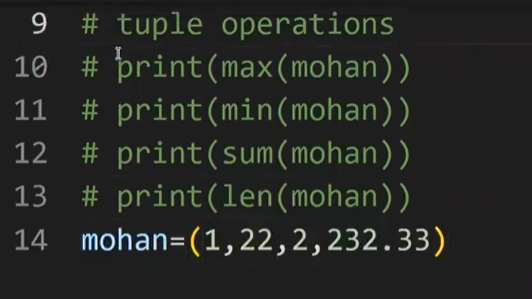 9 # tuple operations
10 # print(max(mohan))
11 # print(min(mohan))
12 # print(sum(mohan))
13 # print(len(mohan))
14 mohan=(1,22,2,232.33)